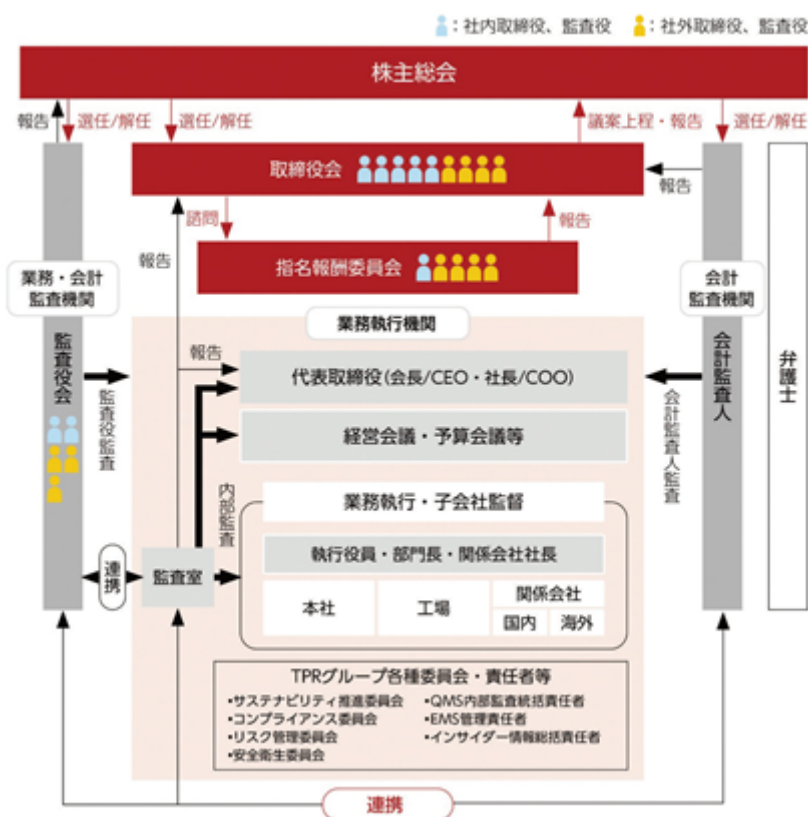 ：社内取締役、監査役
：社外取締役、監査役
株主総会
報告
選任/解任
選任/解任
議案上程・報告
選任/解任
取締役会
報告
諮問
報告
報告
指名報酬委員会
業務・会計
監査機関
会計
監査機関
業務執行機関
監査役会
監査役監査
報告
代表取締役(会長/CEO・社長/COO)
経営会議・予算会議等
会計監査人
会計監査人監査
弁護士
内部監査
業務執行・子会社監督
執行役員・部門長・関係会社社長
本社
工場
関係会社
国内
海外
連携
監査室
TPRグループ各種委員会・責任者等
•サステナビリティ推進委員会
•コンプライアンス委員会
•リスク管理委員会
•安全衛生委員会
•QMS内部監査統括責任者
•EMS管理責任者
•インサイダー情報総括責任者
連携